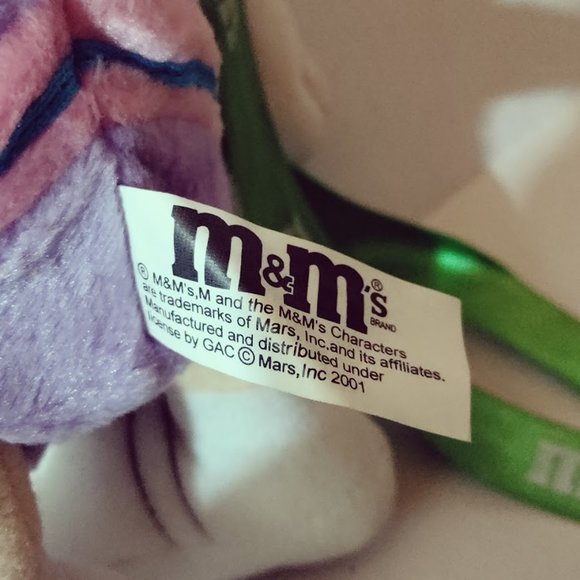 m&m's®
BRAND
® M&M's,M and the M&M's Characters
are trademarks of Mars, Inc.and its affiliates.
Manufactured and distributed under
license by GAC © Mars,Inc 2001
m